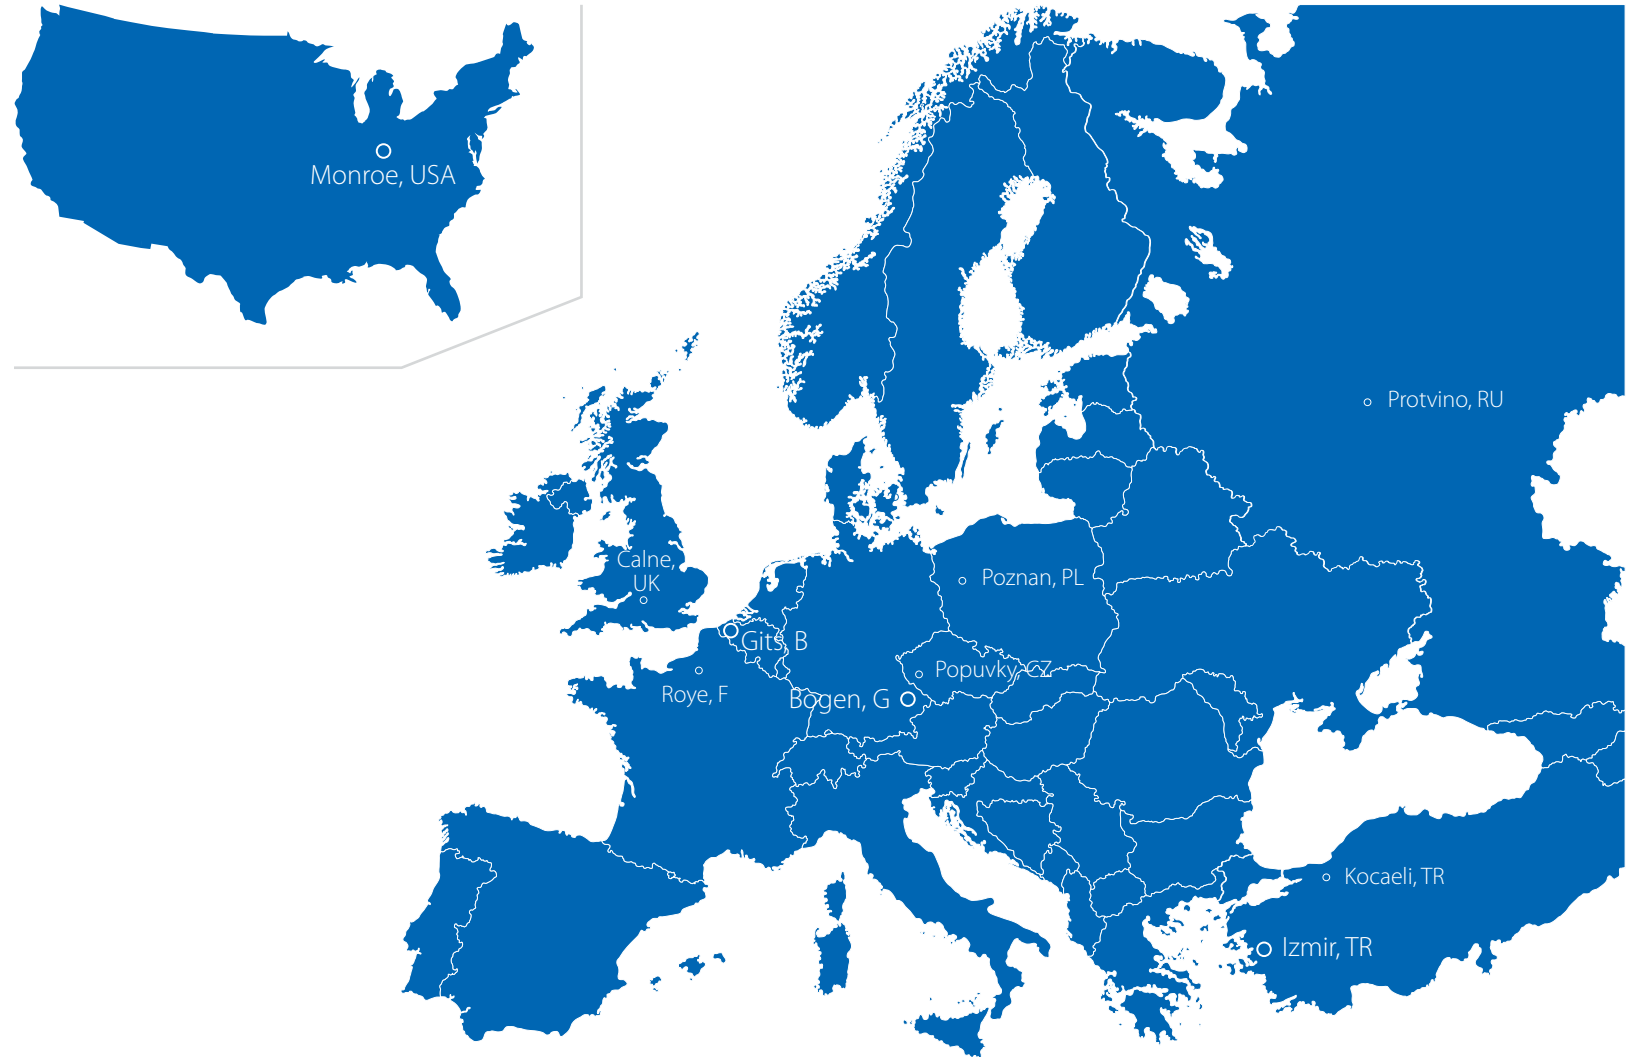 Monroe, USA
Protvino, RU
Calne,
UK
Poznan, PL
Gits, B
Popuvky, CZ
Roye, F
Bogen, G
Kocaeli, TR
Izmir, TR